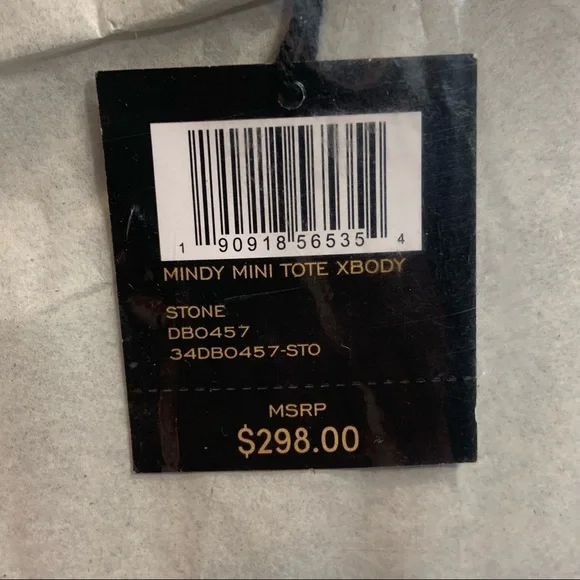 1 90918 56535 4
MINDY MINI TOTE XBODY
STONE
DB0457
34DB0457-STO
MSRP
$298.00